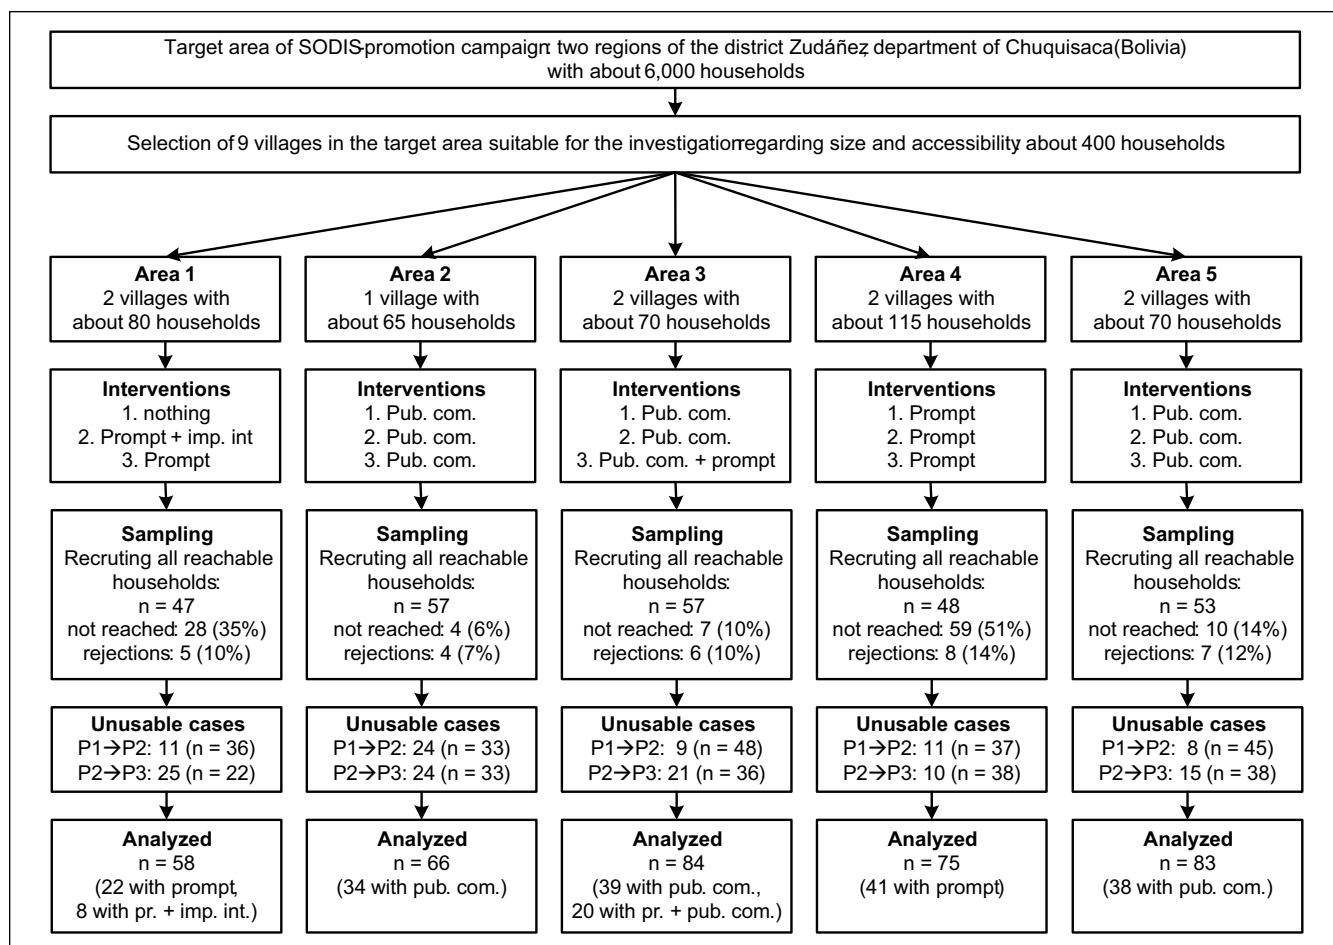 Target area of SODIS-promotion campaign: two regions of the district Zudáñez, department of Chuquisaca (Bolivia)
with about 6,000 households
Selection of 9 villages in the target area suitable for the investigation regarding size and accessibility: about 400 households
Area 1
2 villages with
about 80 households
Area 2
1 village with
about 65 households
Area 3
2 villages with
about 70 households
Area 4
2 villages with
about 115 households
Area 5
2 villages with
about 70 households
Interventions
1. nothing
2. Prompt + imp. int
3. Prompt
Interventions
1. Pub. com.
2. Pub. com.
3. Pub. com.
Interventions
1. Pub. com.
2. Pub. com.
3. Pub. com. + prompt
Interventions
1. Prompt
2. Prompt
3. Prompt
Interventions
1. Pub. com.
2. Pub. com.
3. Pub. com.
Sampling
Recruting all reachable
households:
n = 47
not reached: 28 (35%)
rejections: 5 (10%)
Sampling
Recruting all reachable
households:
n = 57
not reached: 4 (6%)
rejections: 4 (7%)
Sampling
Recruting all reachable
households:
n = 57
not reached: 7 (10%)
rejections: 6 (10%)
Sampling
Recruting all reachable
households:
n = 48
not reached: 59 (51%)
rejections: 8 (14%)
Sampling
Recruting all reachable
households:
n = 53
not reached: 10 (14%)
rejections: 7 (12%)
Unusable cases
P1→P2: 11 (n = 36)
P2→P3: 25 (n = 22)
Unusable cases
P1→P2: 24 (n = 33)
P2→P3: 24 (n = 33)
Unusable cases
P1→P2: 9 (n = 48)
P2→P3: 21 (n = 36)
Unusable cases
P1→P2: 11 (n = 37)
P2→P3: 10 (n = 38)
Unusable cases
P1→P2: 8 (n = 45)
P2→P3: 15 (n = 38)
Analyzed
n = 58
(22 with prompt,
8 with pr. + imp. int.)
Analyzed
n = 66
(34 with pub. com.)
Analyzed
n = 84
(39 with pub. com.,
20 with pr. + pub. com.)
Analyzed
n = 75
(41 with prompt)
Analyzed
n = 83
(38 with pub. com.)